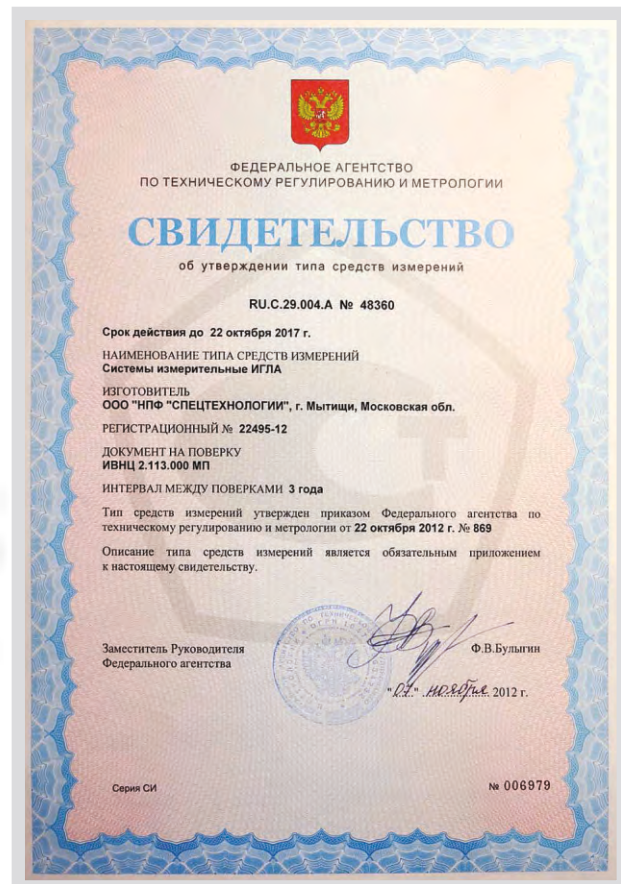 ФЕДЕРАЛЬНОЕ АГЕНТСТВО
ПО ТЕХНИЧЕСКОМУ РЕГУЛИРОВАНИЮ И МЕТРОЛОГИИ
СВИДЕТЕЛЬСТВО
об утверждении типа средств измерений
RU.C.29.004.A № 48360
Срок действия до 22 октября 2017 г.
НАИМЕНОВАНИЕ ТИПА СРЕДСТВ ИЗМЕРЕНИЙ
Системы измерительные ИГЛА
ИЗГОТОВИТЕЛЬ
ООО "НПФ "СПЕЦТЕХНОЛОГИИ", г. Мытищи, Московская обл.
РЕГИСТРАЦИОННЫЙ № 22495-12
ДОКУМЕНТ НА ПОВЕРКУ
ИВНЦ 2.113.000 МП
ИНТЕРВАЛ МЕЖДУ ПОВЕРКАМИ 3 года
Тип средств измерений утвержден приказом Федерального агентства по
техническому регулированию и метрологии от 22 октября 2012 г. № 869
Описание типа средств измерений является обязательным приложением
к настоящему свидетельству.
Заместитель Руководителя
Федерального агентства
Ф.В.Булыгин
"07" ноября 2012 г.
Серия СИ
№ 006979